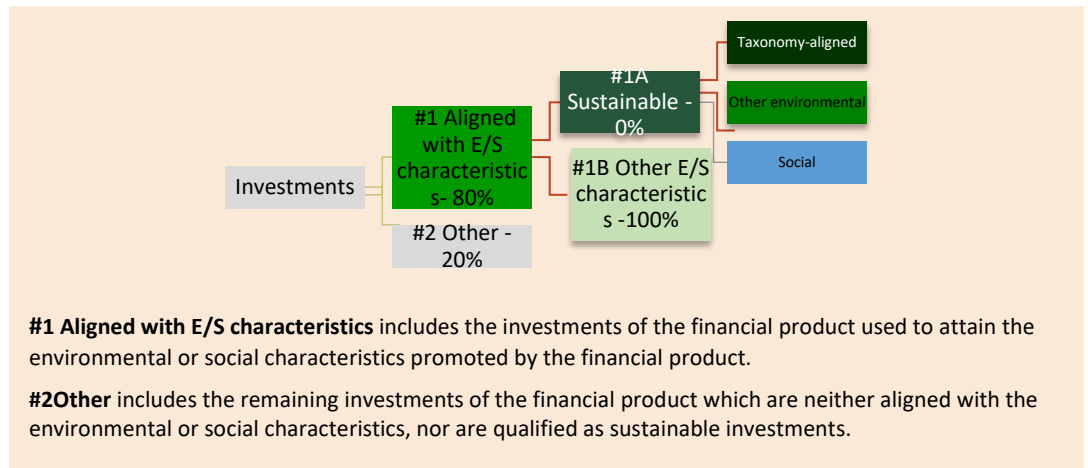 Investments
#1 Aligned
with E/S
characteristic
s- 80%
#2 Other -
20%
#1A
Sustainable -
0%
#1B Other E/S
characteristic
s -100%
Taxonomy-aligned
Other environmental
Social
#1 Aligned with E/S characteristics includes the investments of the financial product used to attain the
environmental or social characteristics promoted by the financial product.
#2Other includes the remaining investments of the financial product which are neither aligned with the
environmental or social characteristics, nor are qualified as sustainable investments.